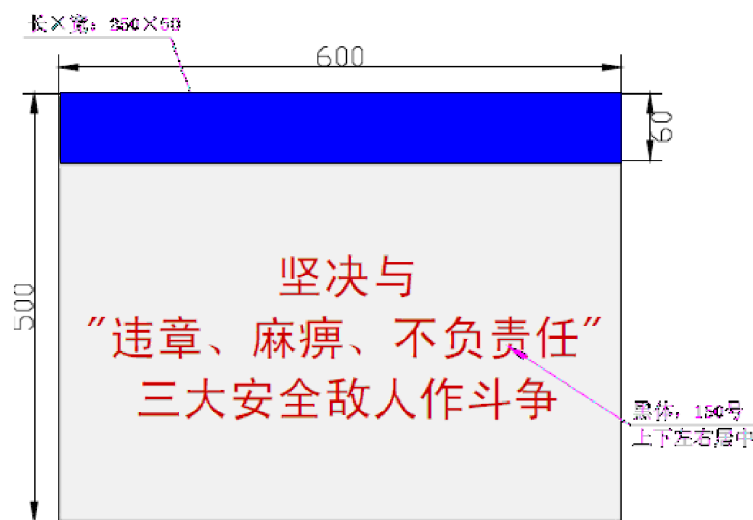 长×宽：350×50
600
60
500
坚决与
"违章、麻痹、不负责任"
三大安全敌人作斗争
黑体，150号
上下左右居中